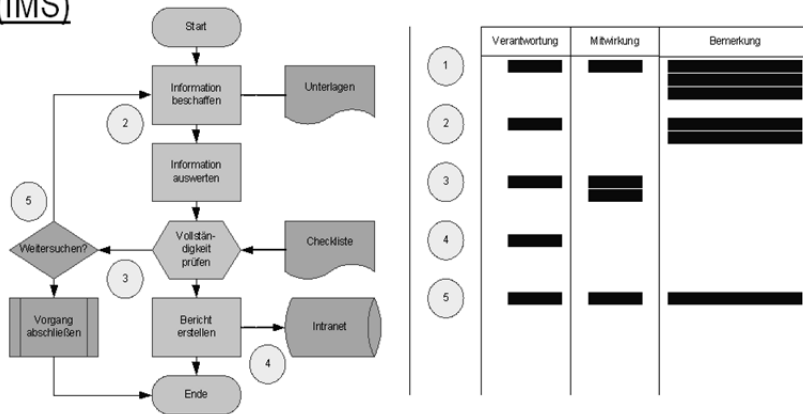 (IMS)
Start
Information
beschaffen
Unterlagen
2
Information
auswerten
5
Weitersuchen?
Vollstän-
digkeit
prüfen
Checkliste
3
Vorgang
abschließen
Bericht
erstellen
Intranet
4
Ende
Verantwortung Mitwirkung Bemerkung
1
2
3
4
5